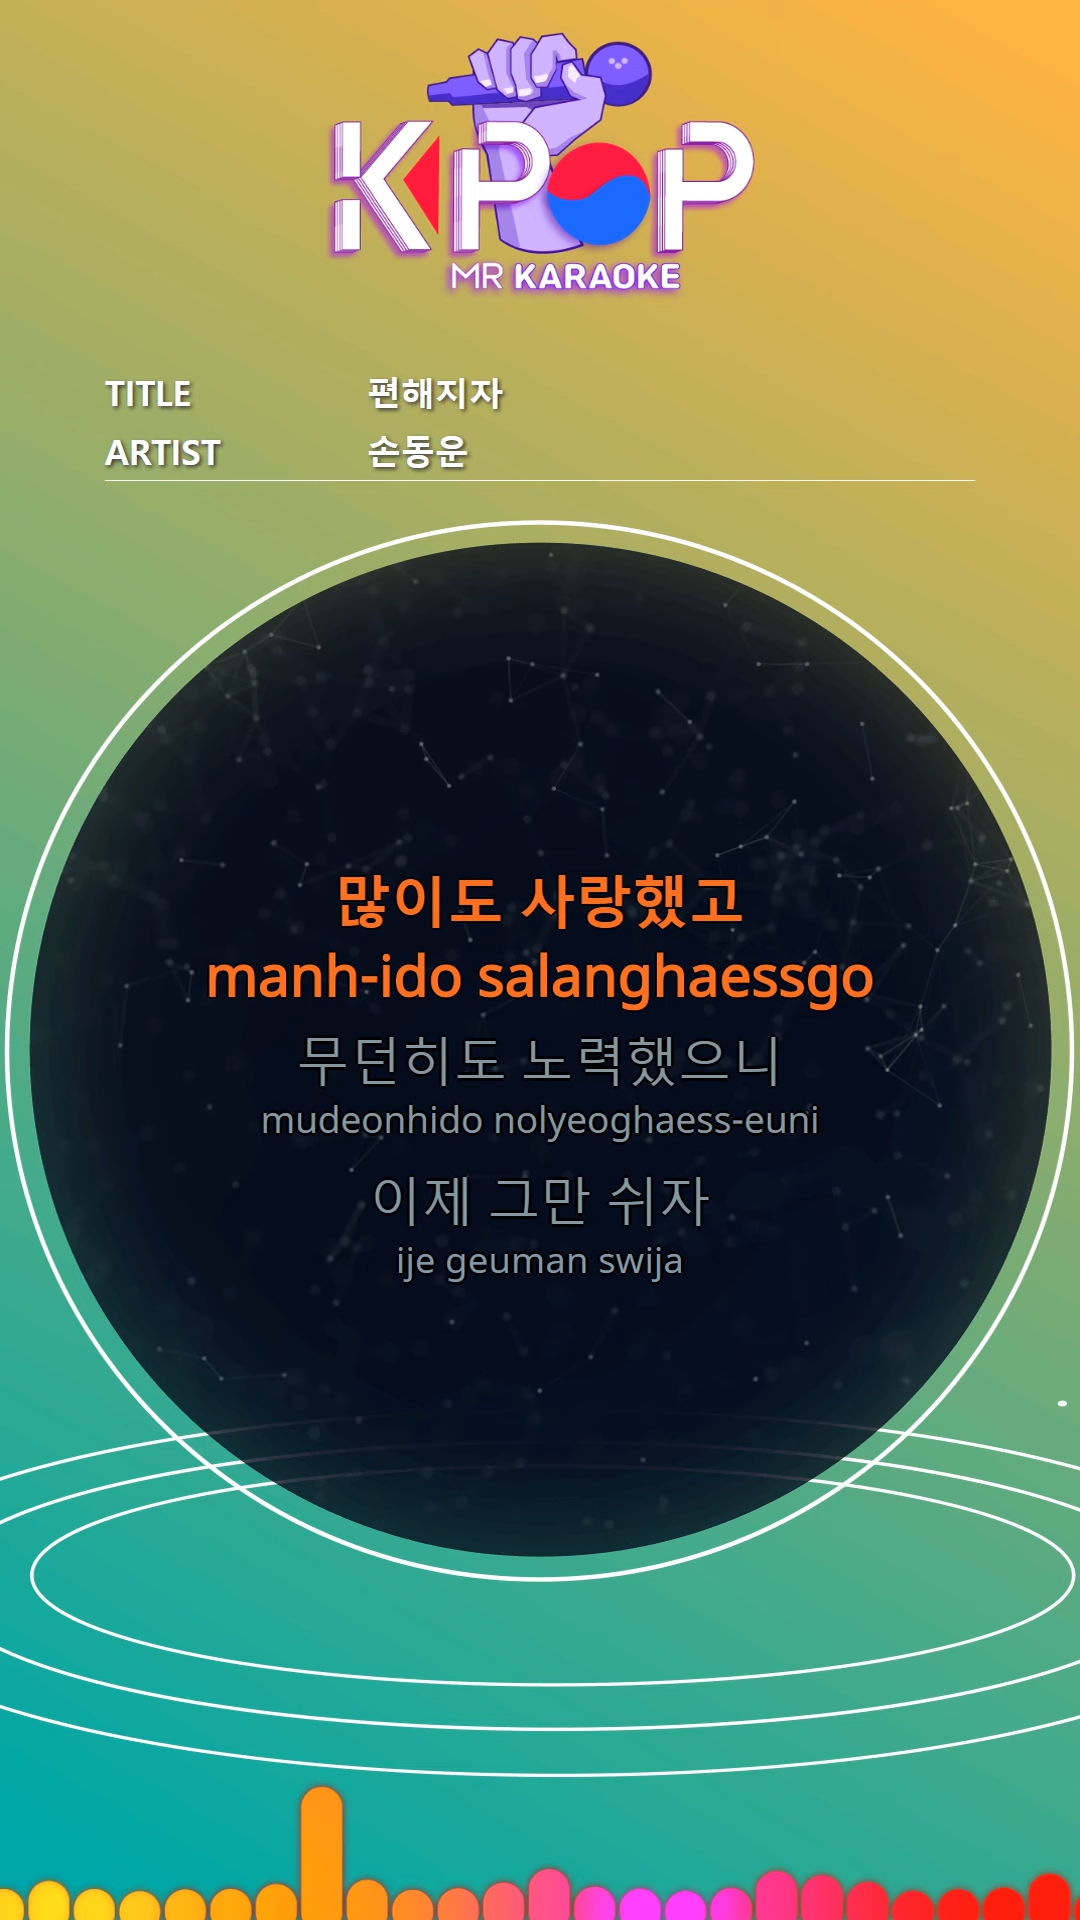 KPOP
MR KARAOKE
TITLE 편해지자
ARTIST 손동운
많이도 사랑했고
manh-ido salanghaessgo
무던히도 노력했으니
mudeonhido nolyeoghaess-euni
이제 그만 쉬자
ije geuman swija